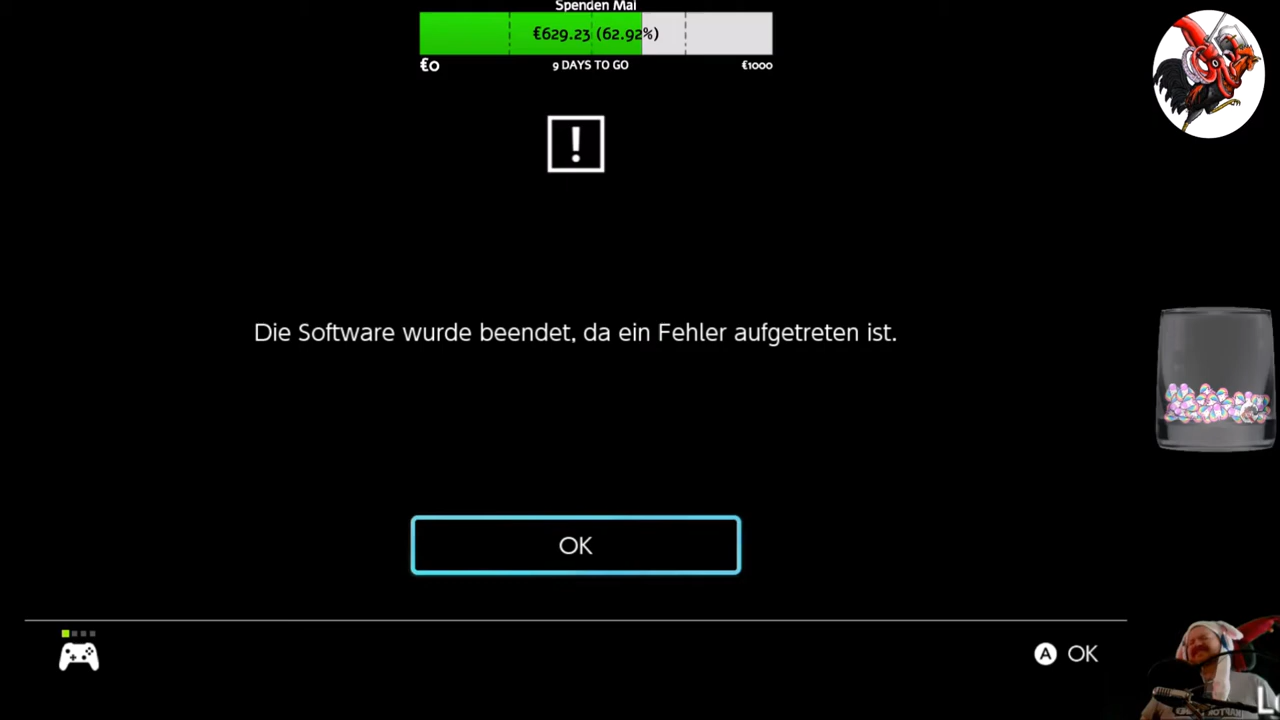 Spenden Mai
€629.23 (62.92%)
€0
9 DAYS TO GO
€1000
!
Die Software wurde beendet, da ein Fehler aufgetreten ist.
OK
A OK